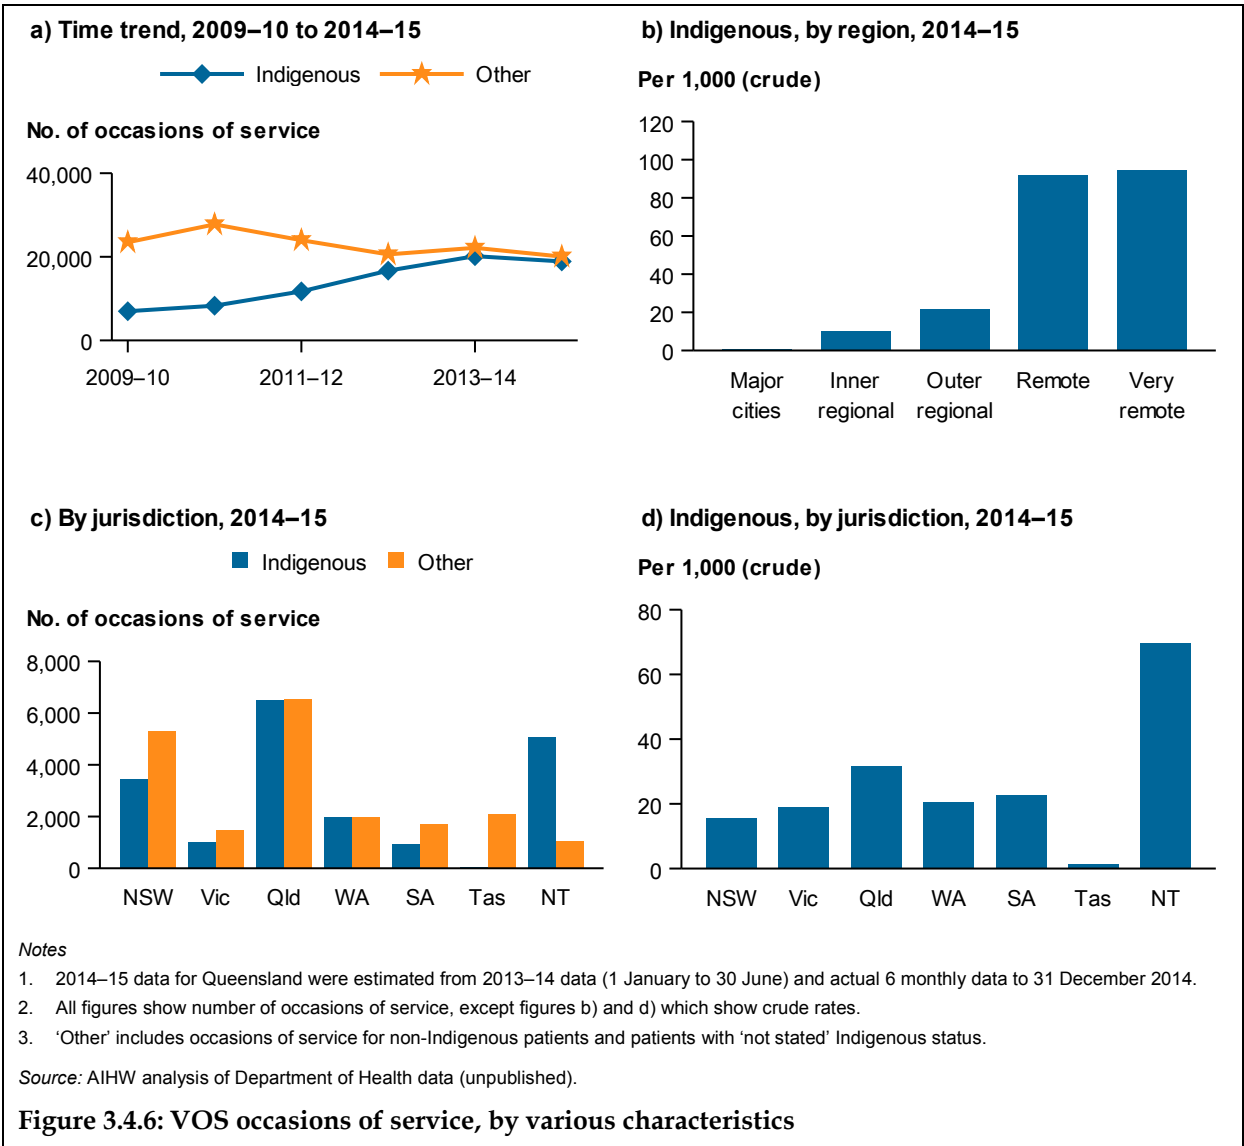 a) Time trend, 2009–10 to 2014–15
Indigenous Other
No. of occasions of service
40,000
20,000
0
2009–10 2011–12 2013–14
b) Indigenous, by region, 2014–15
Per 1,000 (crude)
120
100
80
60
40
20
0
Major cities Inner regional Outer regional Remote Very remote
c) By jurisdiction, 2014–15
Indigenous Other
No. of occasions of service
8,000
6,000
4,000
2,000
0
NSW Vic Qld WA SA Tas NT
d) Indigenous, by jurisdiction, 2014–15
Per 1,000 (crude)
80
60
40
20
0
NSW Vic Qld WA SA Tas NT
Notes
1. 2014–15 data for Queensland were estimated from 2013–14 data (1 January to 30 June) and actual 6 monthly data to 31 December 2014.
2. All figures show number of occasions of service, except figures b) and d) which show crude rates.
3. ‘Other’ includes occasions of service for non-Indigenous patients and patients with ‘not stated’ Indigenous status.
Source: AIHW analysis of Department of Health data (unpublished).
Figure 3.4.6: VOS occasions of service, by various characteristics